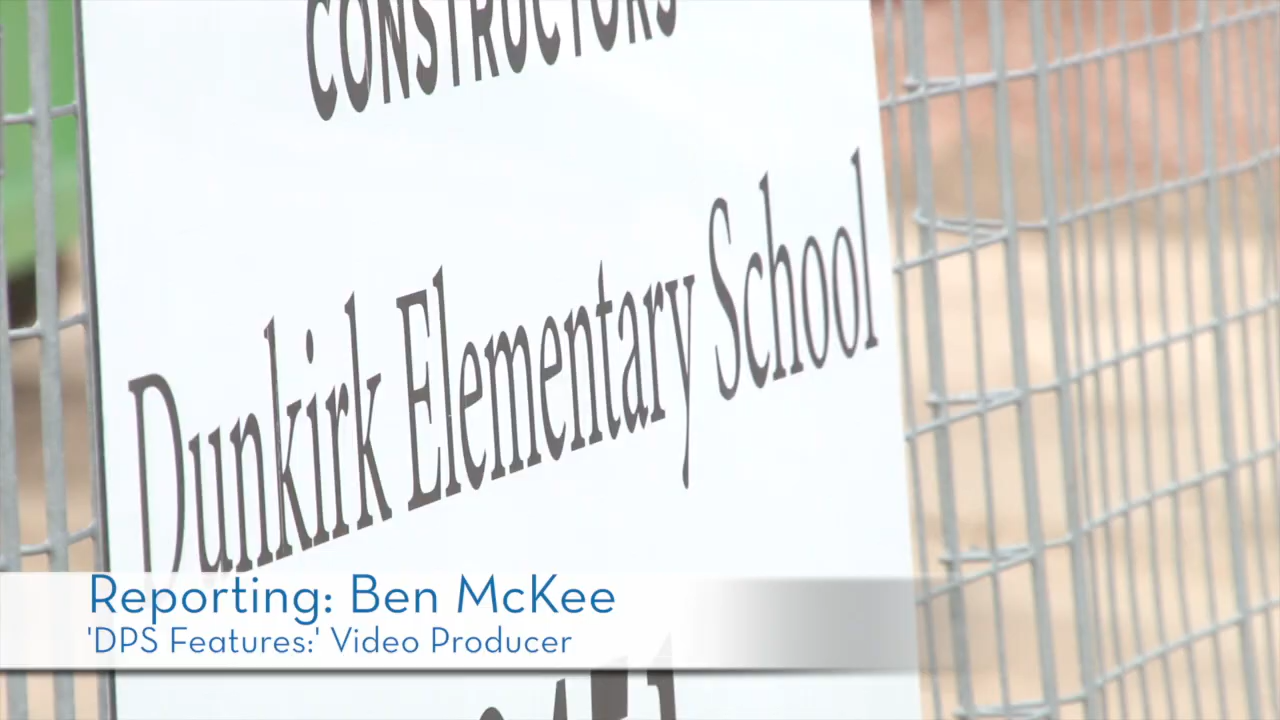 CONSTRUCTORS
Dunkirk Elementary School
Reporting: Ben McKee
'DPS Features:' Video Producer